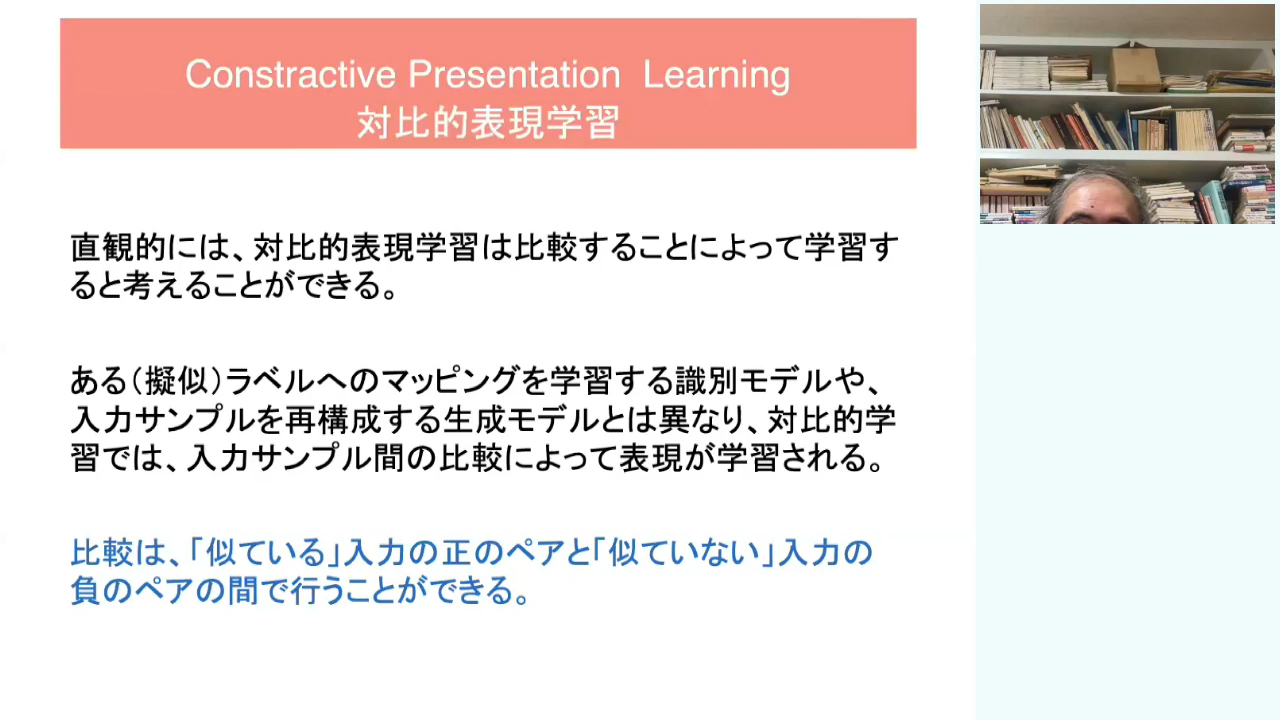 Constractive Presentation Learning
対比的表現学習
直観的には、対比的表現学習は比較することによって学習す
ると考えることができる。
ある(擬似)ラベルへのマッピングを学習する識別モデルや、
入力サンプルを再構成する生成モデルとは異なり、対比的学
習では、入力サンプル間の比較によって表現が学習される。
比較は、「似ている」入力の正のペアと「似ていない」入力の
負のペアの間で行うことができる。